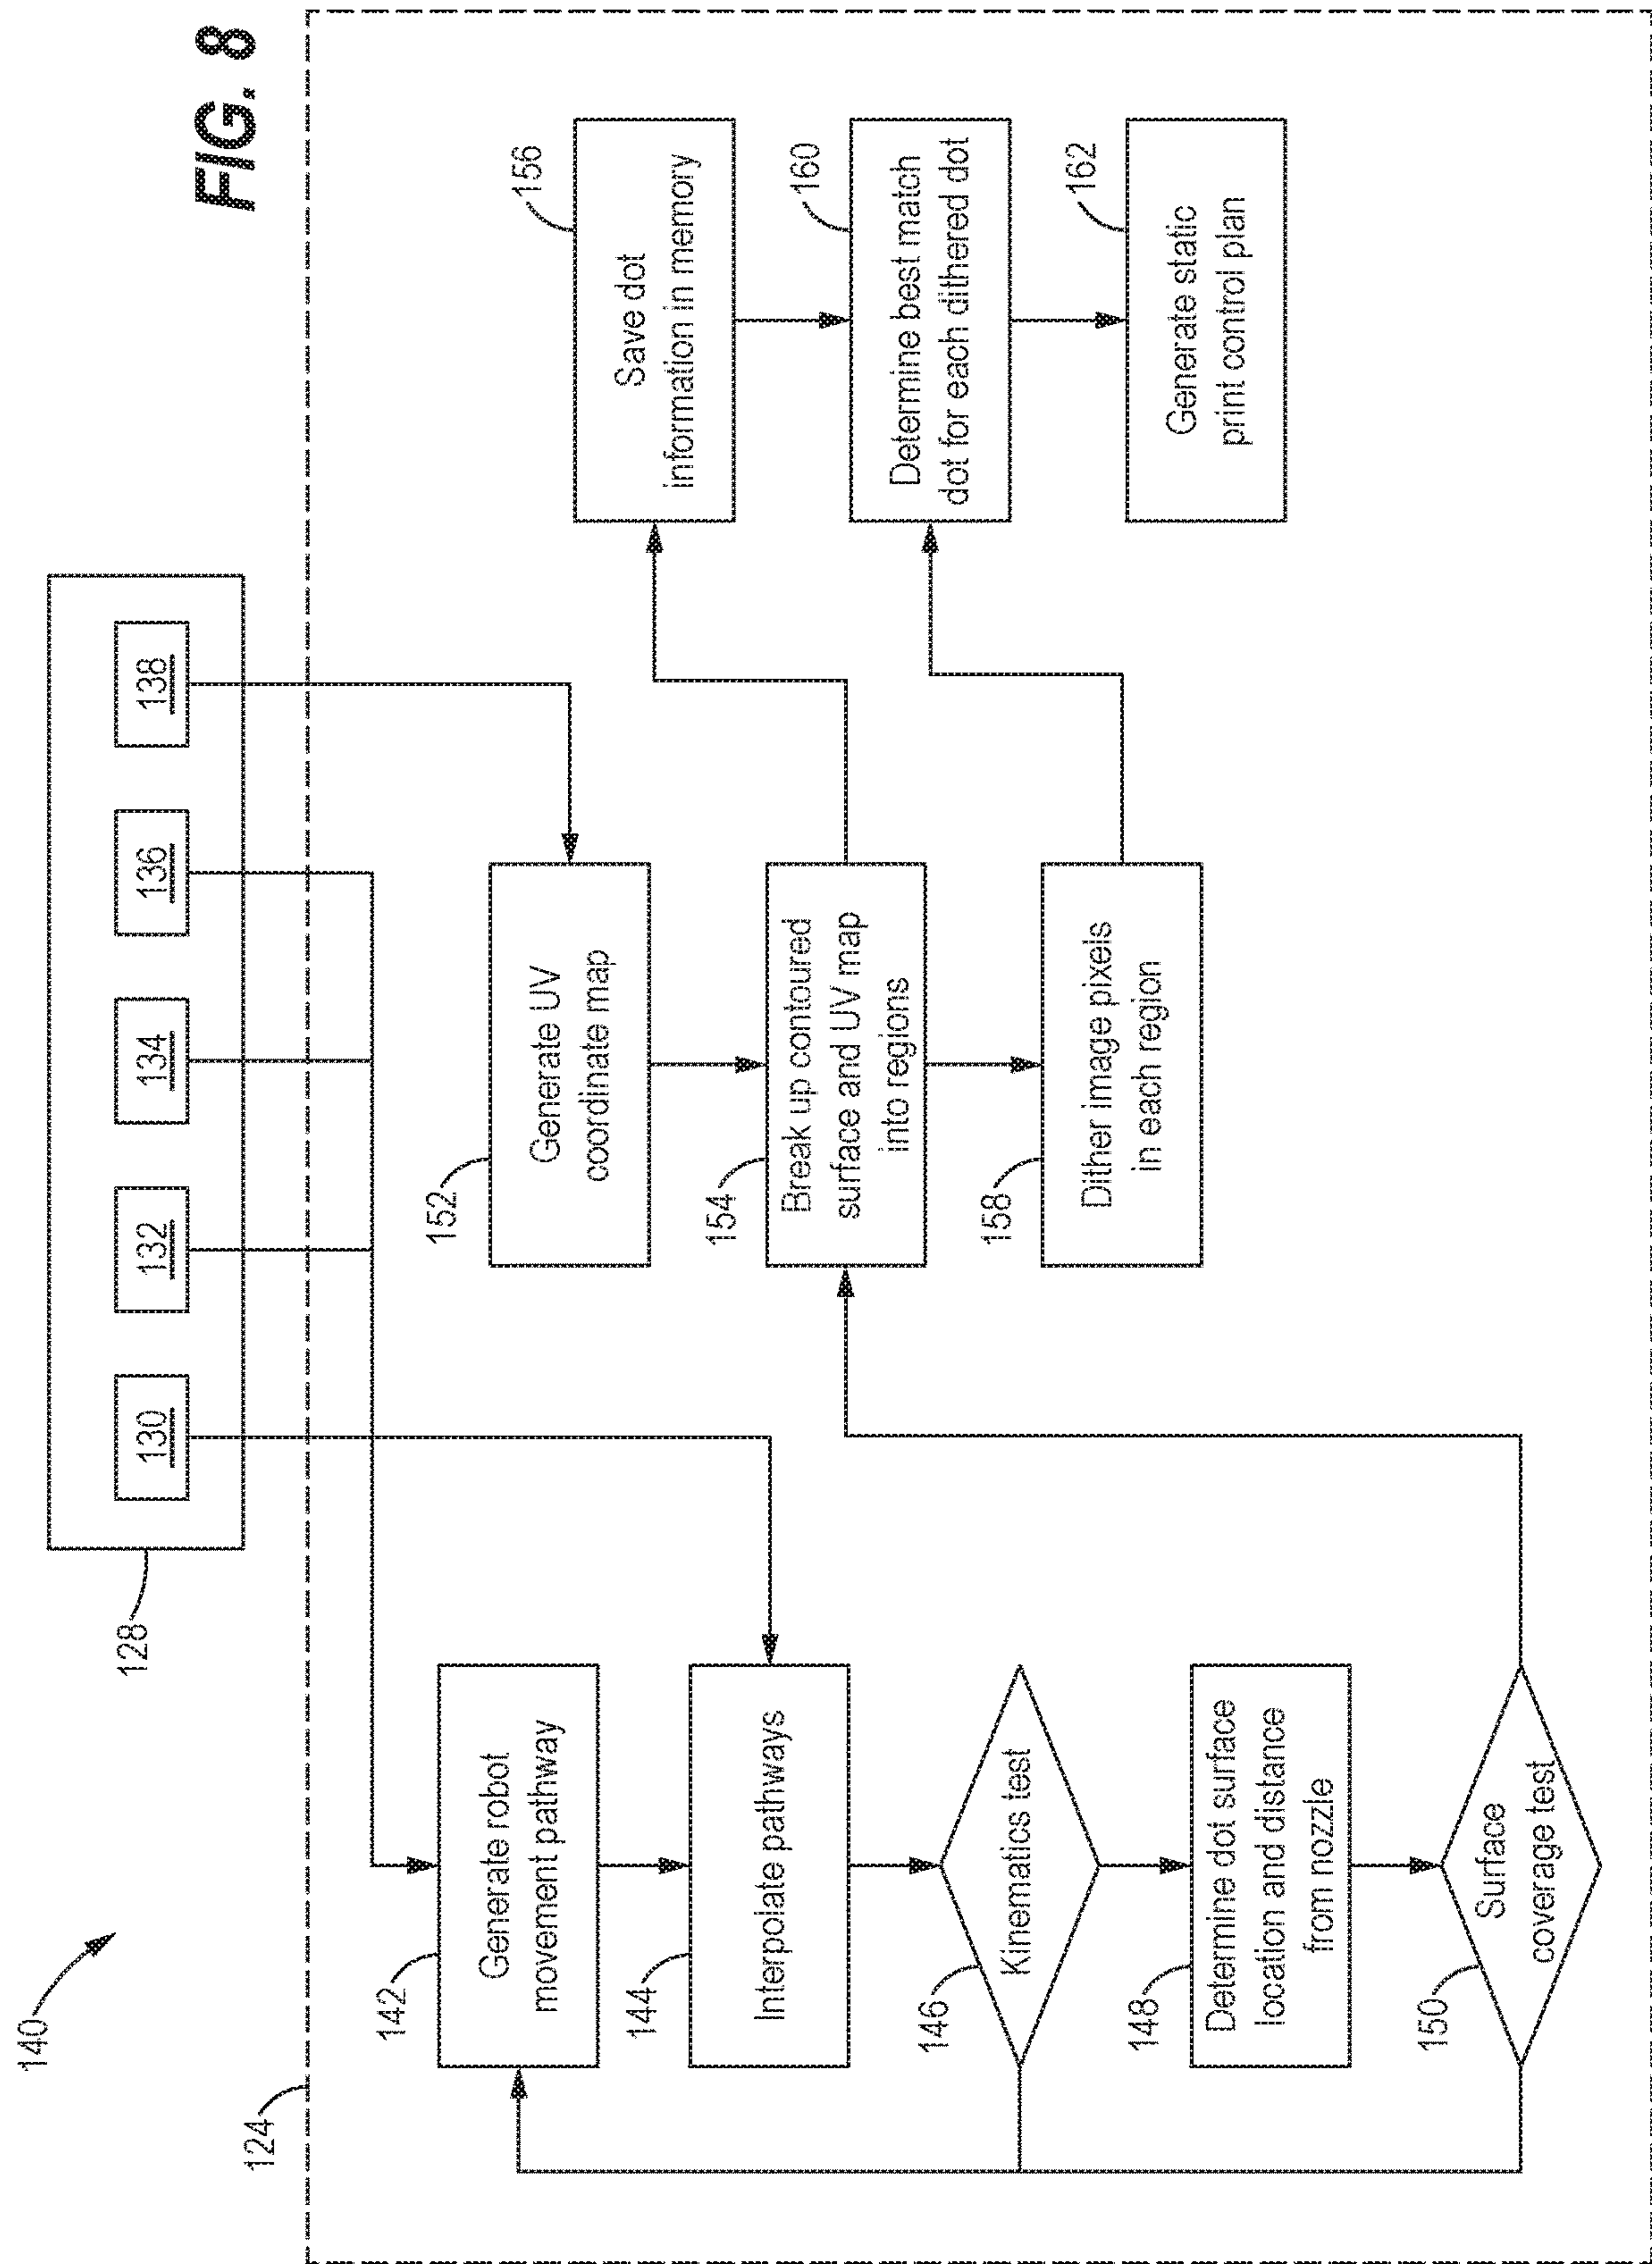 FIG. 8
140
128
130
132
134
136
138
124
142
Generate robot
movement pathway
144
Interpolate pathways
146
Kinematics test
148
Determine dot surface
location and distance
from nozzle
150
Surface
coverage test
152
Generate UV
coordinate map
154
Break up contoured
surface and UV map
into regions
158
Dither image pixels
in each region
156
Save dot
information in memory
160
Determine best match
dot for each dithered dot
162
Generate static
print control plan